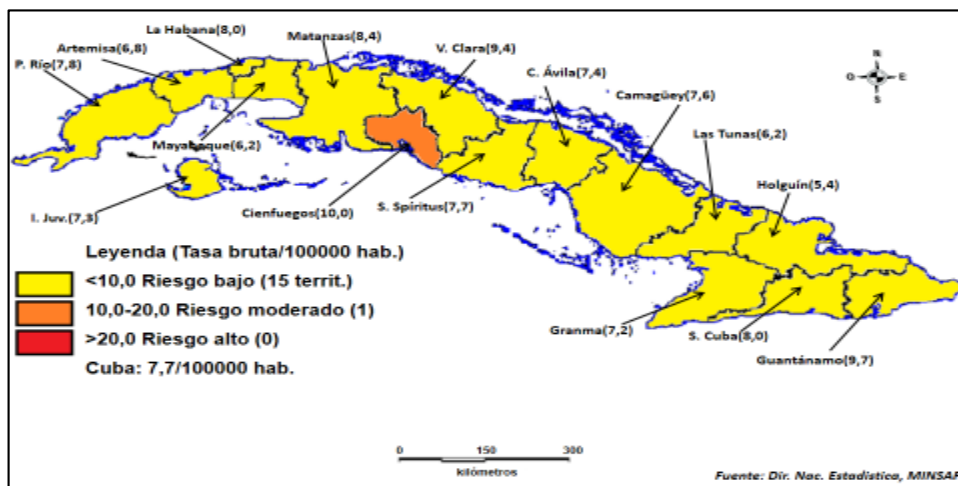 La Habana(8,0)
Matanzas(8,4)
Artemisa(6,8)
V. Clara(9,4)
P. Río(7,8)
C. Ávila(7,4)
Camagüey(7,6)
N
O E
S
Las Tunas(6,2)
Mayabeque(6,2)
Holguín(5,4)
I. Juv.(7,3)
Cienfuegos(10,0)
S. Spíritus(7,7)
Leyenda (Tasa bruta/100000 hab.)
<10,0 Riesgo bajo (15 territ.)
10,0-20,0 Riesgo moderado (1)
>20,0 Riesgo alto (0)
Cuba: 7,7/100000 hab.
Granma(7,2)
S. Cuba(8,0)
Guantánamo(9,7)
0 150 300
kilómetros
Fuente: Dir. Nac. Estadística, MINSAP